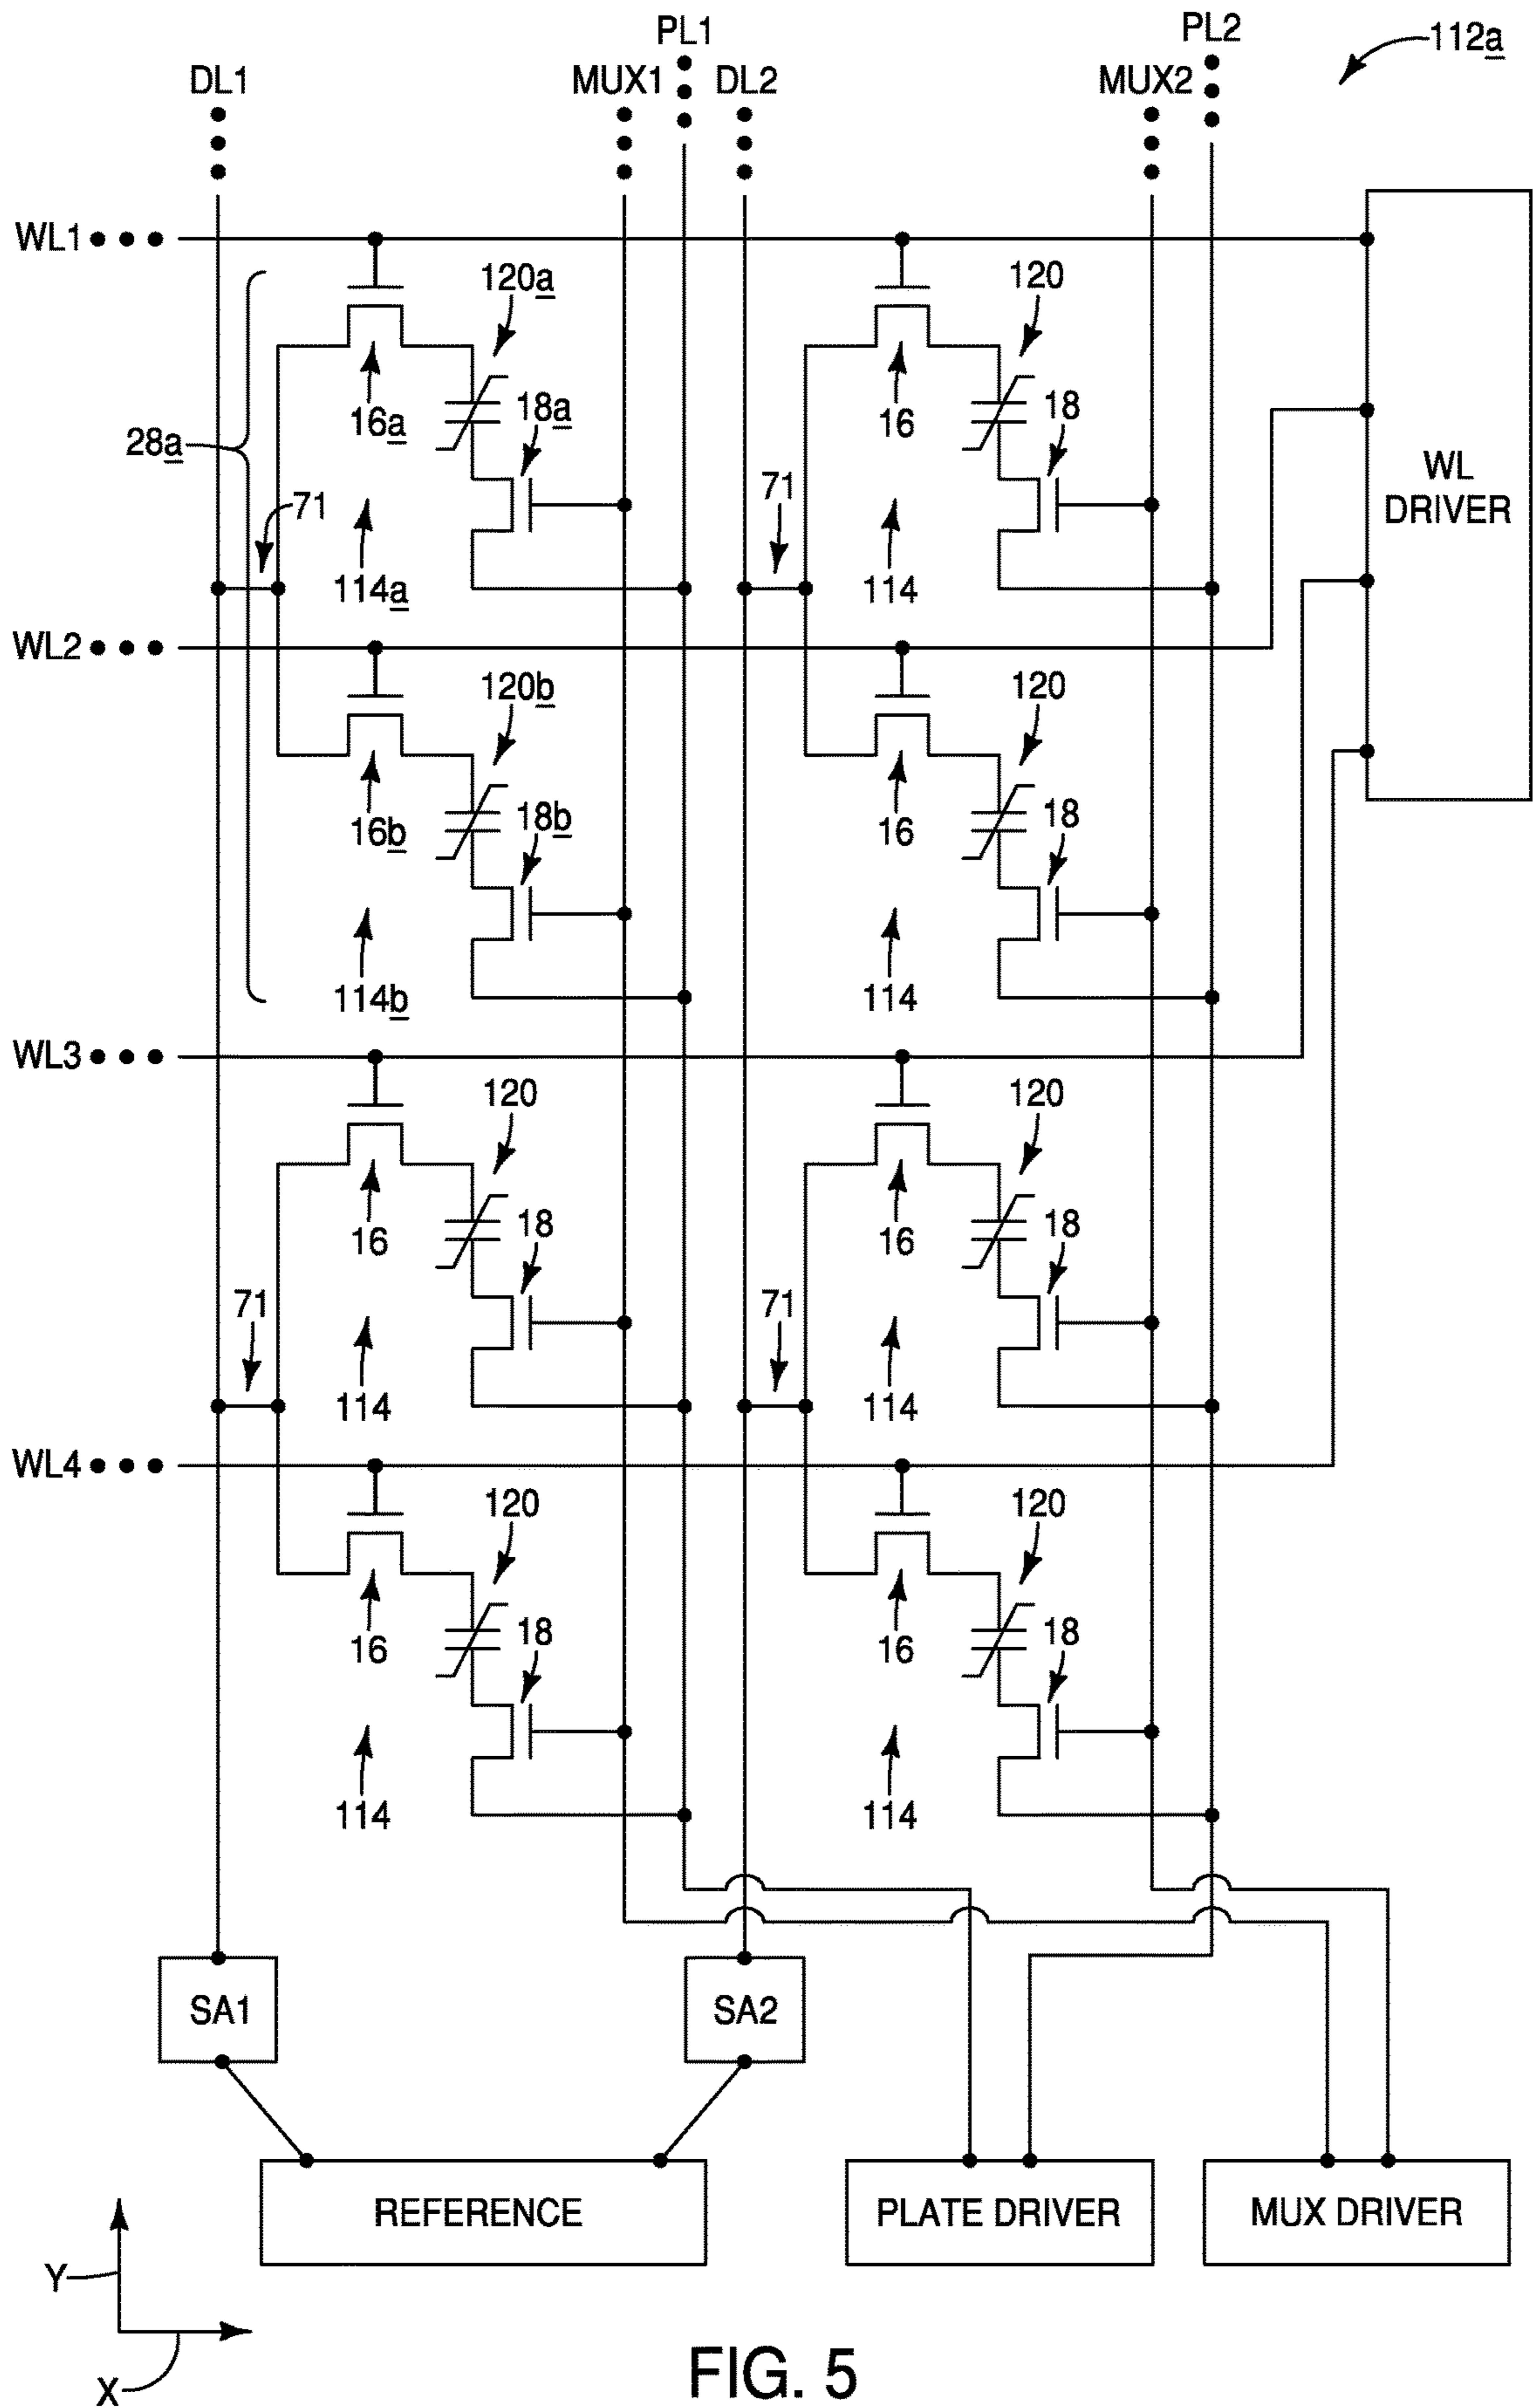 PL1
PL2
112a
DL1
MUX1
DL2
MUX2
WL1
120a
120
16a
18a
16
18
28a
WL
DRIVER
71
71
114a
114
WL2
120b
120
16b
18b
16
18
114b
114
WL3
120
120
16
18
16
18
71
71
114
114
WL4
120
120
16
18
16
18
114
114
SA1
SA2
REFERENCE
PLATE DRIVER
MUX DRIVER
Y
X
FIG. 5